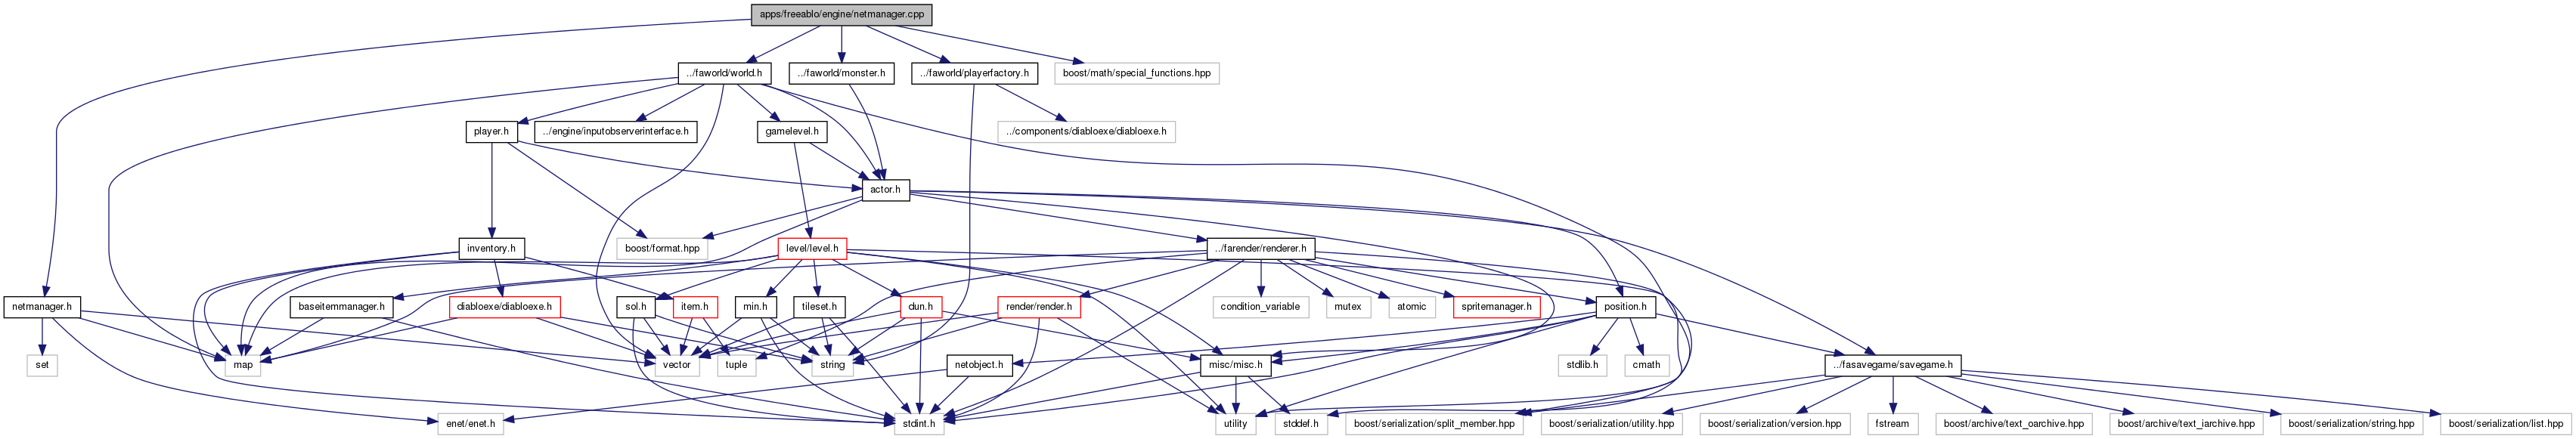 apps/freeablo/engine/netmanager.cpp
../faworld/world.h
../faworld/monster.h
../faworld/playerfactory.h
boost/math/special_functions.hpp
player.h
../engine/inputobserverinterface.h
gamelevel.h
../components/diabloexe/diabloexe.h
actor.h
inventory.h
boost/format.hpp
level/level.h
../farender/renderer.h
netmanager.h
baseitemmanager.h
diabloexe/diabloexe.h
sol.h
item.h
min.h
tileset.h
dun.h
render/render.h
condition_variable
mutex
atomic
spritemanager.h
position.h
set
map
vector
tuple
string
netobject.h
misc/misc.h
stdlib.h
cmath
../fasavegame/savegame.h
enet/enet.h
stdint.h
utility
stddef.h
boost/serialization/split_member.hpp
boost/serialization/utility.hpp
boost/serialization/version.hpp
fstream
boost/archive/text_oarchive.hpp
boost/archive/text_iarchive.hpp
boost/serialization/string.hpp
boost/serialization/list.hpp